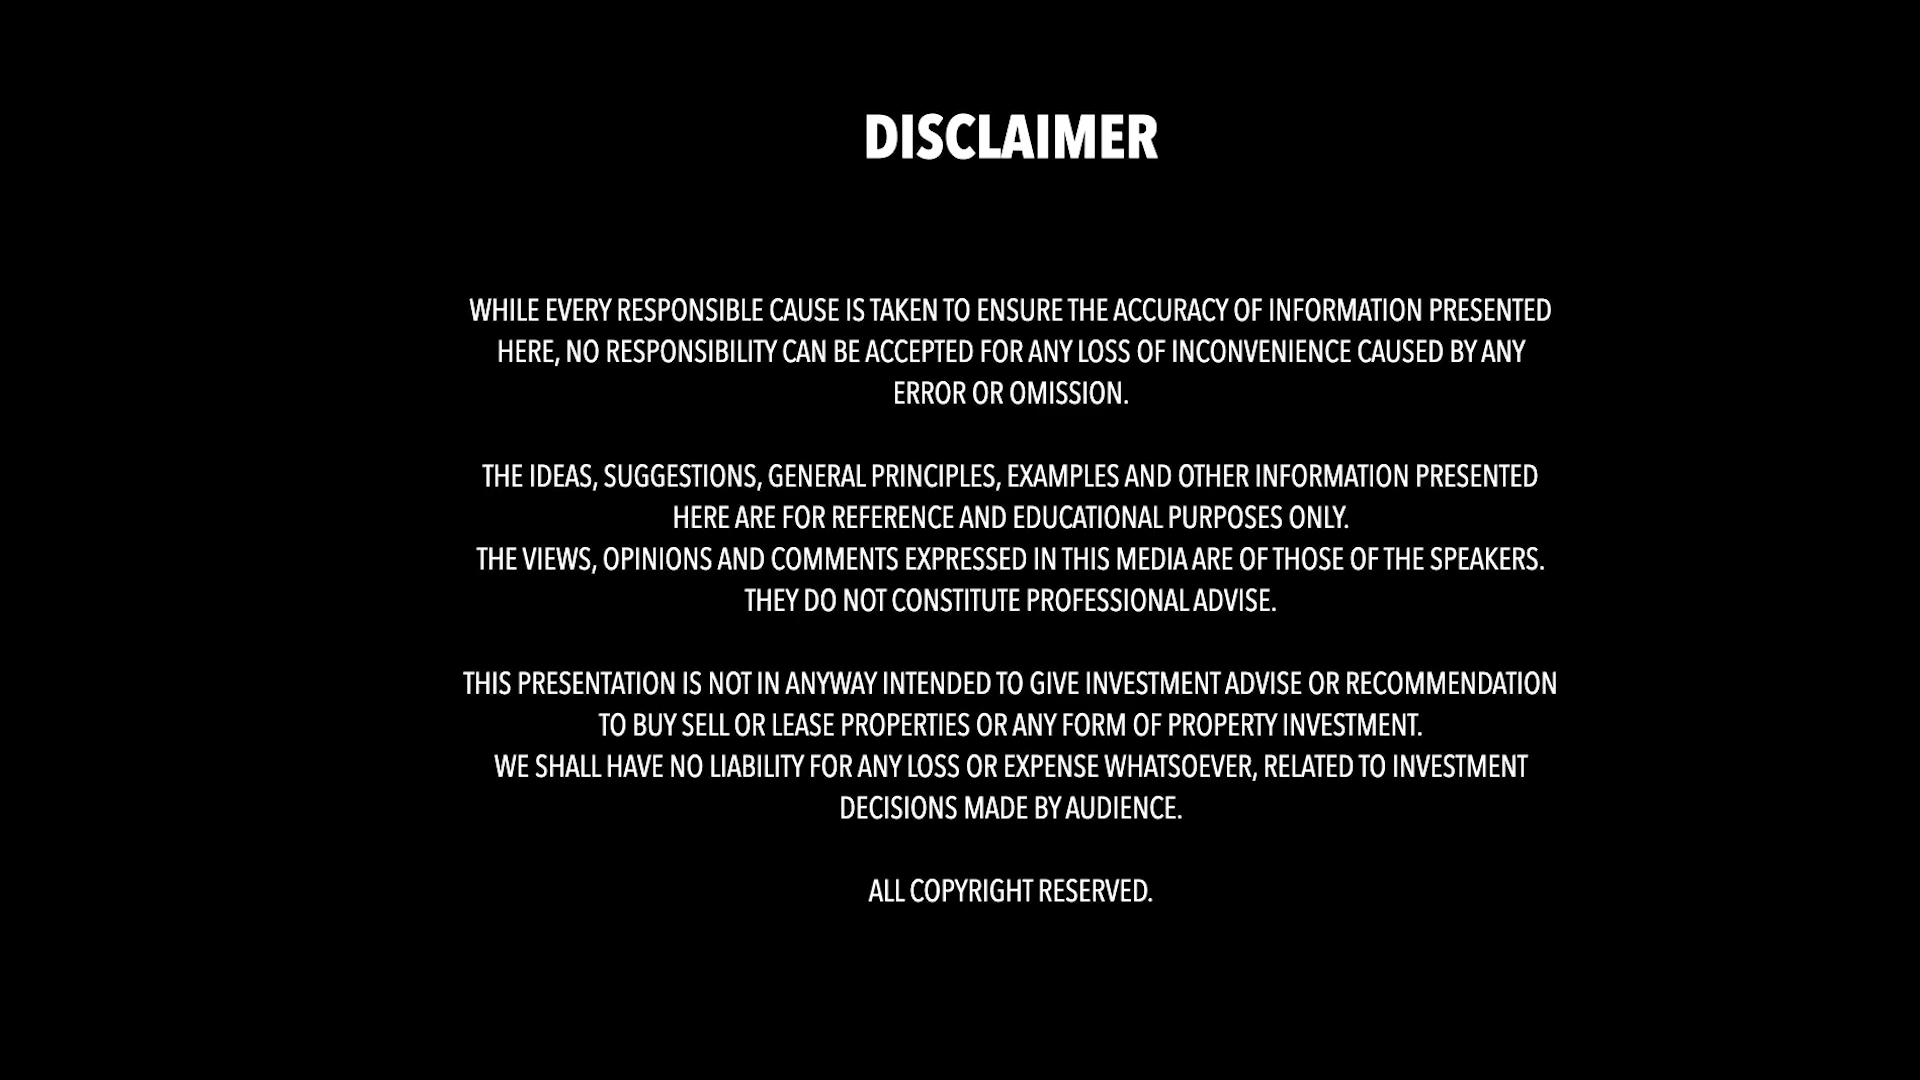 DISCLAIMER
WHILE EVERY RESPONSIBLE CAUSE IS TAKEN TO ENSURE THE ACCURACY OF INFORMATION PRESENTED
HERE, NO RESPONSIBILITY CAN BE ACCEPTED FOR ANY LOSS OF INCONVENIENCE CAUSED BY ANY
ERROR OR OMISSION.
THE IDEAS, SUGGESTIONS, GENERAL PRINCIPLES, EXAMPLES AND OTHER INFORMATION PRESENTED
HERE ARE FOR REFERENCE AND EDUCATIONAL PURPOSES ONLY.
THE VIEWS, OPINIONS AND COMMENTS EXPRESSED IN THIS MEDIA ARE OF THOSE OF THE SPEAKERS.
THEY DO NOT CONSTITUTE PROFESSIONAL ADVISE.
THIS PRESENTATION IS NOT IN ANYWAY INTENDED TO GIVE INVESTMENT ADVISE OR RECOMMENDATION
TO BUY SELL OR LEASE PROPERTIES OR ANY FORM OF PROPERTY INVESTMENT.
WE SHALL HAVE NO LIABILITY FOR ANY LOSS OR EXPENSE WHATSOEVER, RELATED TO INVESTMENT
DECISIONS MADE BY AUDIENCE.
ALL COPYRIGHT RESERVED.